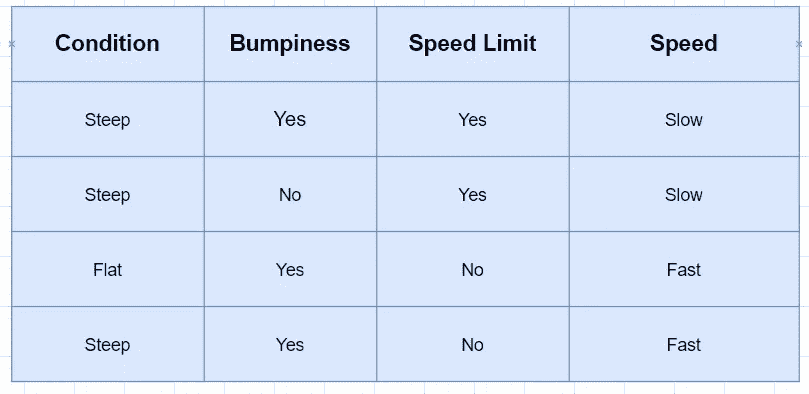 Condition Bumpiness Speed Limit Speed
Steep Yes Yes Slow
Steep No Yes Slow
Flat Yes No Fast
Steep Yes No Fast